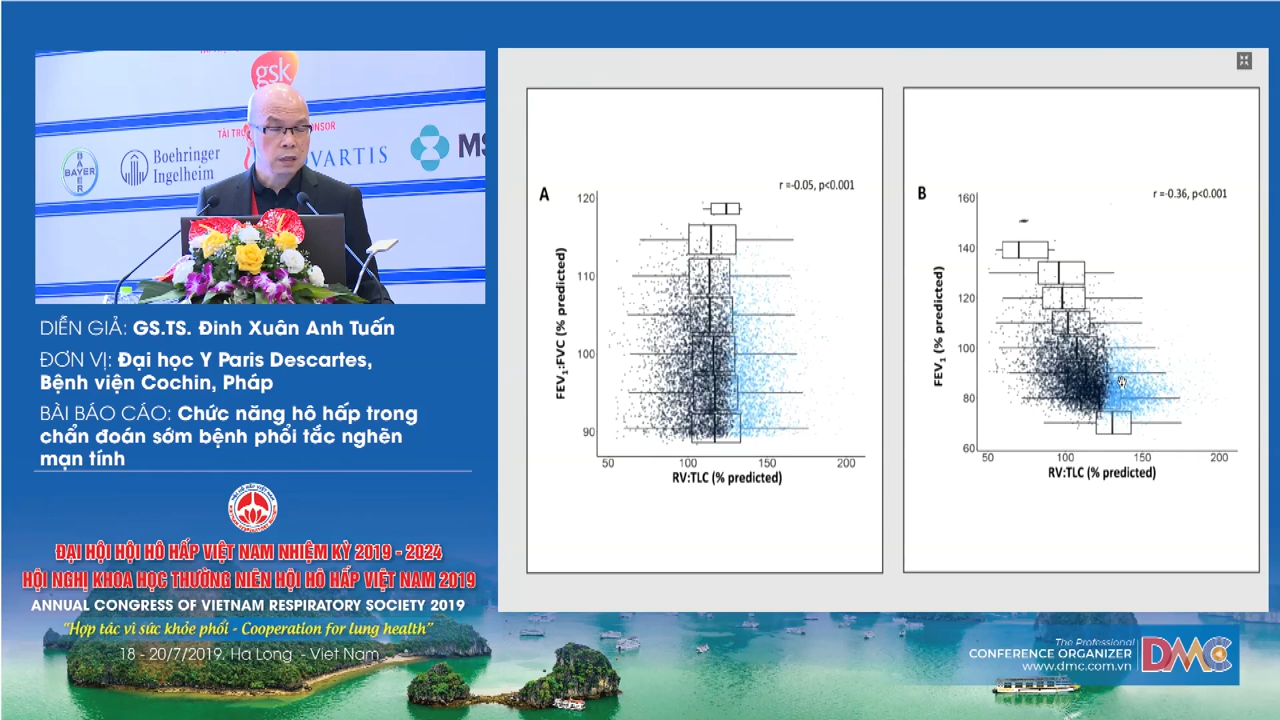 gsk
TÀI TRỢ
NSOR
BAYER
BAYER
Boehringer
Ingelheim
VARTIS
MS
DIỄN GIẢ: GS.TS. Đinh Xuân Anh Tuấn
ĐƠN VỊ: Đại học Y Paris Descartes,
Bệnh viện Cochin, Pháp
BÀI BÁO CÁO: Chức năng hô hấp trong
chẩn đoán sớm bệnh phổi tắc nghẽn
mạn tính
ĐẠI HỘI HỘI HÔ HẤP VIỆT NAM NHIỆM KỲ 2019 - 2024
HỘI NGHỊ KHOA HỌC THƯỜNG NIÊN HỘI HÔ HẤP VIỆT NAM 2019
ANNUAL CONGRESS OF VIETNAM RESPIRATORY SOCIETY 2019
“Hợp tác vì sức khỏe phổi - Cooperation for lung health”
18 - 20/7/2019. Ha Long - Viet Nam
A
r =-0.05, p<0.001
FEV₁:FVC (% predicted)
120
110
100
90
50 100 150 200
RV:TLC (% predicted)
B
r =-0.36, p<0.001
FEV₁ (% predicted)
160
140
120
100
80
60
50 100 150 200
RV:TLC (% predicted)
The Professional
CONFERENCE ORGANIZER
www.dmc.com.vn
DMC